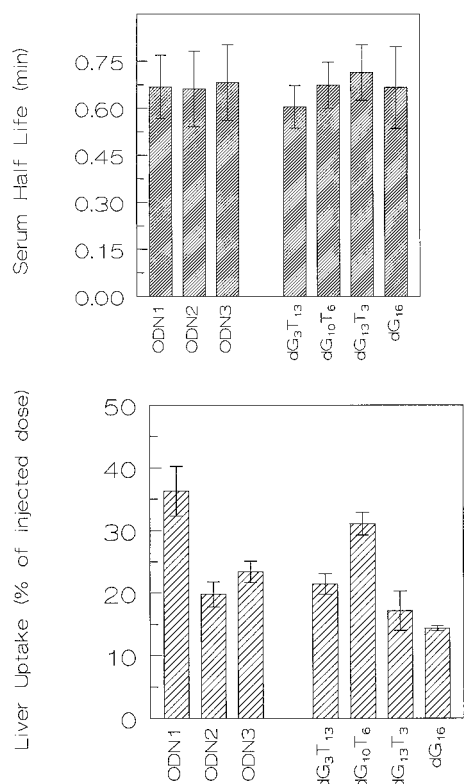 Serum Half Life (min)
0.75
0.60
0.45
0.30
0.15
0.00
ODN1
ODN2
ODN3
dG₃T₁₃
dG₁₀T₆
dG₁₃T₃
dG₁₆
Liver Uptake (% of injected dose)
50
40
30
20
10
0
ODN1
ODN2
ODN3
dG₃T₁₃
dG₁₀T₆
dG₁₃T₃
dG₁₆